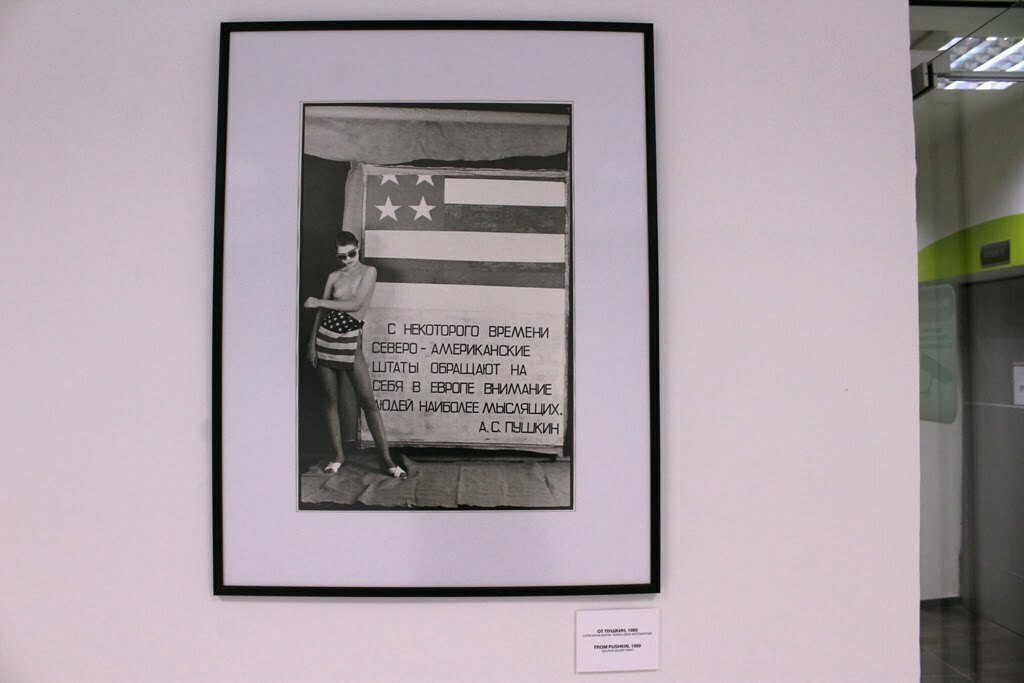 С НЕКОТОРОГО ВРЕМЕНИ
СЕВЕРО - АМЕРИКАНСКИЕ
ШТАТЫ ОБРАЩАЮТ НА
СЕБЯ В ЕВРОПЕ ВНИМАНИЕ
ЛЮДЕЙ НАИБОЛЕЕ МЫСЛЯЩИХ.
А.С. ПУШКИН
ОТ ПУШКИН, 1989
FROM PUSHKIN, 1989